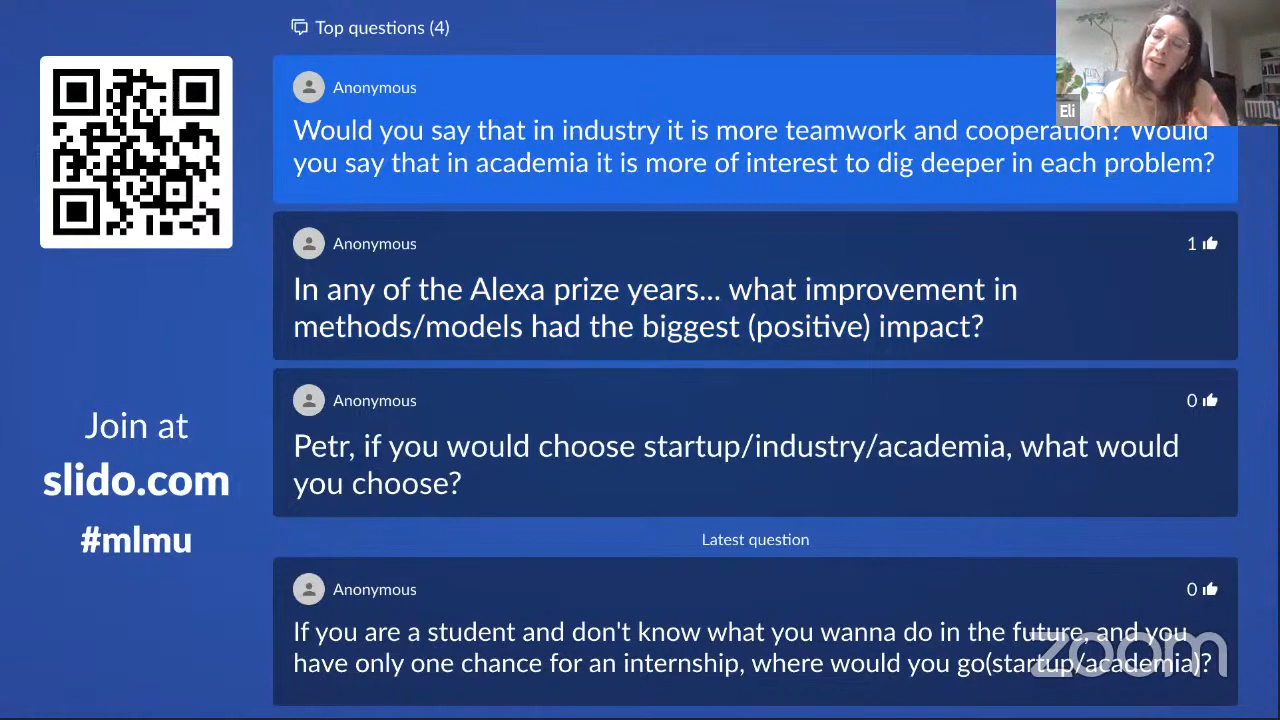 Top questions (4)
Anonymous
Eli
Would you say that in industry it is more teamwork and cooperation? Would
you say that in academia it is more of interest to dig deeper in each problem?
Anonymous
1
In any of the Alexa prize years... what improvement in
methods/models had the biggest (positive) impact?
Anonymous
0
Petr, if you would choose startup/industry/academia, what would
you choose?
Join at
slido.com
#mlmu
Latest question
Anonymous
0
If you are a student and don't know what you wanna do in the future, and you
have only one chance for an internship, where would you go(startup/academia)?
zoom